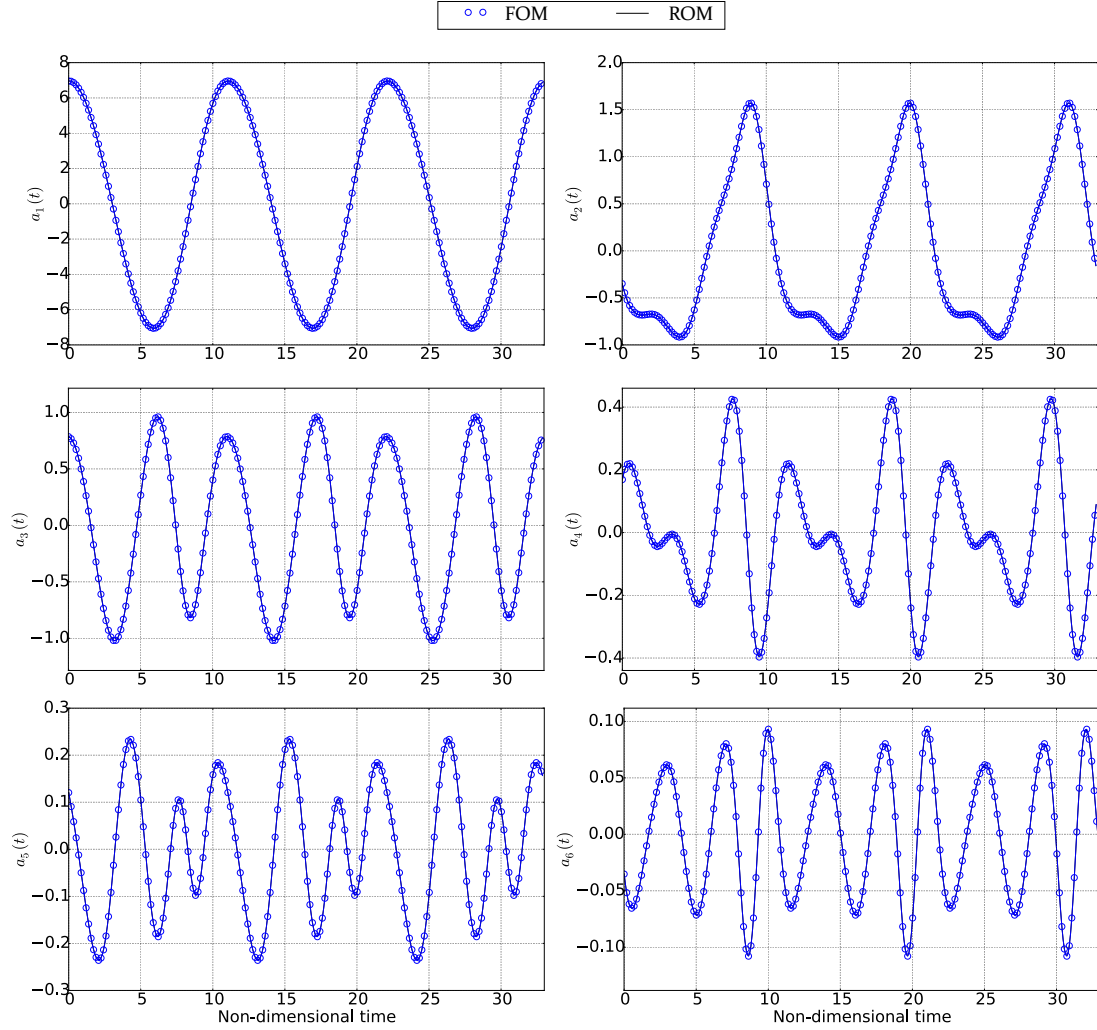 FOM ROM
8
6
4
2
0
−2
−4
−6
−8
a₁(t)
0 5 10 15 20 25 30
2.0
1.5
1.0
0.5
0.0
−0.5
−1.0
a₂(t)
0 5 10 15 20 25 30
1.0
0.5
0.0
−0.5
−1.0
a₃(t)
0 5 10 15 20 25 30
0.4
0.2
0.0
−0.2
−0.4
a₄(t)
0 5 10 15 20 25 30
0.3
0.2
0.1
0.0
−0.1
−0.2
−0.3
a₅(t)
0 5 10 15 20 25 30
Non-dimensional time
0.10
0.05
0.00
−0.05
−0.10
a₆(t)
0 5 10 15 20 25 30
Non-dimensional time